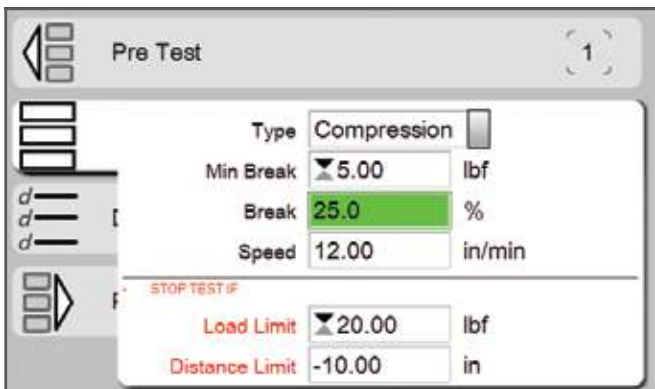 Pre Test
1
Type Compression
Min Break 5.00 lbf
d
d
d
Break 25.0 %
Speed 12.00 in/min
STOP TEST IF
Load Limit 20.00 lbf
Distance Limit -10.00 in